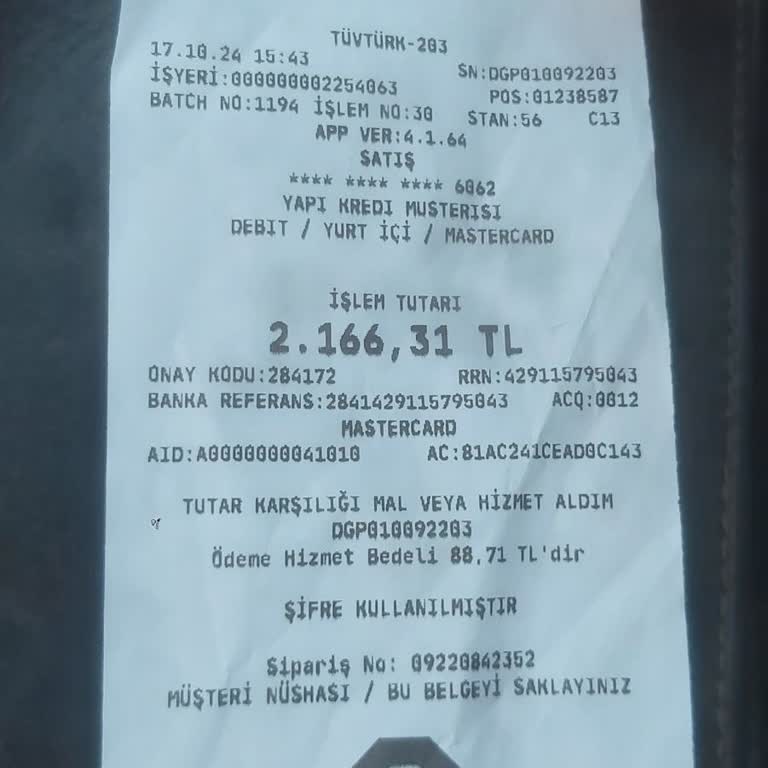 TÜVTÜRK-203
17.10.24 15:43 SN:DGP010092203
İŞYERİ:000000002254063 POS:01238587
BATCH NO:1194 İŞLEM NO:30 STAN:56 C13
APP VER:4.1.64
SATIŞ
**** **** **** 6062
YAPI KREDI MUSTERISI
DEBIT / YURT İÇİ / MASTERCARD
İŞLEM TUTARI
2.166,31 TL
ONAY KODU:284172 RRN:429115795043
BANKA REFERANS:2841429115795043 ACQ:0012
MASTERCARD
AID:A0000000041010 AC:81AC241CEAD0C143
TUTAR KARŞILIĞI MAL VEYA HİZMET ALDIM
DGP010092203
Ödeme Hizmet Bedeli 88,71 TL'dir
ŞİFRE KULLANILMIŞTIR
Sipariş No: 09220842352
MÜŞTERİ NÜSHASI / BU BELGEYİ SAKLAYINIZ